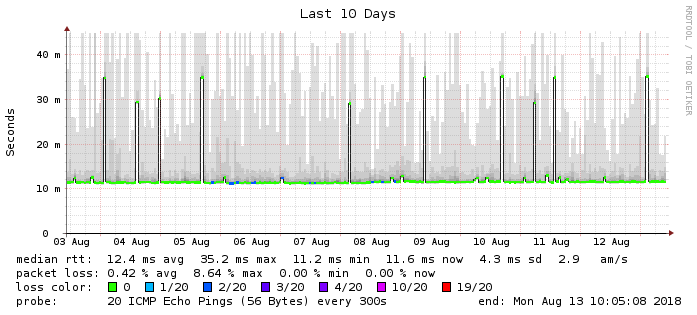 Last 10 Days
RRDTOOL / TOBI OETIKER
Seconds
40 m
30 m
20 m
10 m
0
03 Aug 04 Aug 05 Aug 06 Aug 07 Aug 08 Aug 09 Aug 10 Aug 11 Aug 12 Aug
median rtt: 12.4 ms avg 35.2 ms max 11.2 ms min 11.6 ms now 4.3 ms sd 2.9 am/s
packet loss: 0.42 % avg 8.64 % max 0.00 % min 0.00 % now
loss color: 0 1/20 2/20 3/20 4/20 10/20 19/20
probe: 20 ICMP Echo Pings (56 Bytes) every 300s end: Mon Aug 13 10:05:08 2018